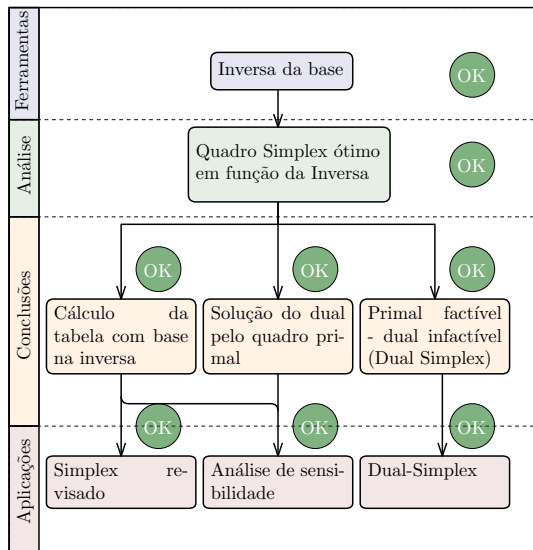 Ferramentas
Inversa da base
OK
Análise
Quadro Simplex ótimo
em função da Inversa
OK
Conclusões
OK
OK
OK
Cálculo da
tabela com base
na inversa
Solução do dual
pelo quadro pri-
mal
Primal factível
- dual infactível
(Dual Simplex)
OK
OK
OK
Aplicações
Simplex re-
visado
Análise de sensi-
bilidade
Dual-Simplex